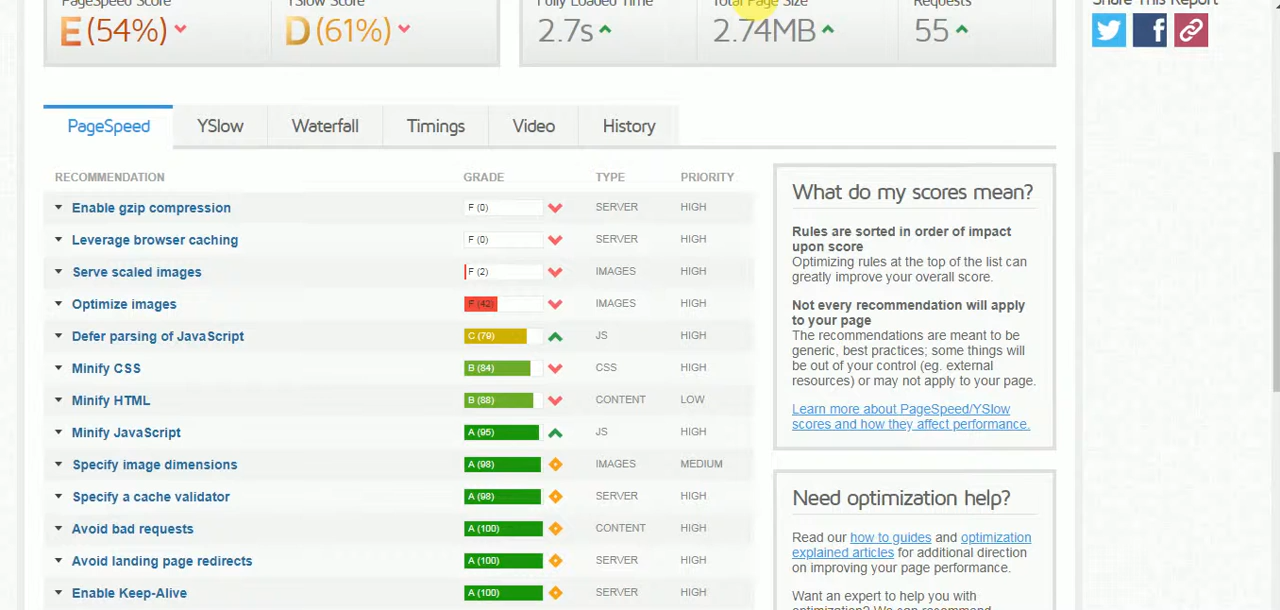 PageSpeed Score
YSlow Score
Fully Loaded Time
Total Page Size
Requests
Share This Report
E (54%)
D (61%)
2.7s
2.74MB
55
PageSpeed
YSlow
Waterfall
Timings
Video
History
RECOMMENDATION GRADE TYPE PRIORITY
Enable gzip compression F (0) SERVER HIGH
Leverage browser caching F (0) SERVER HIGH
Serve scaled images F (2) IMAGES HIGH
Optimize images F (42) IMAGES HIGH
Defer parsing of JavaScript C (79) JS HIGH
Minify CSS B (84) CSS HIGH
Minify HTML B (88) CONTENT LOW
Minify JavaScript A (95) JS HIGH
Specify image dimensions A (98) IMAGES MEDIUM
Specify a cache validator A (98) SERVER HIGH
Avoid bad requests A (100) CONTENT HIGH
Avoid landing page redirects A (100) SERVER HIGH
Enable Keep-Alive A (100) SERVER HIGH
What do my scores mean?
Rules are sorted in order of impact
upon score
Optimizing rules at the top of the list can
greatly improve your overall score.
Not every recommendation will apply
to your page
The recommendations are meant to be
generic, best practices; some things will
be out of your control (eg. external
resources) or may not apply to your page.
Learn more about PageSpeed/YSlow
scores and how they affect performance.
Need optimization help?
Read our how to guides and optimization
explained articles for additional direction
on improving your page performance.
Want an expert to help you with
optimization? We can recommend